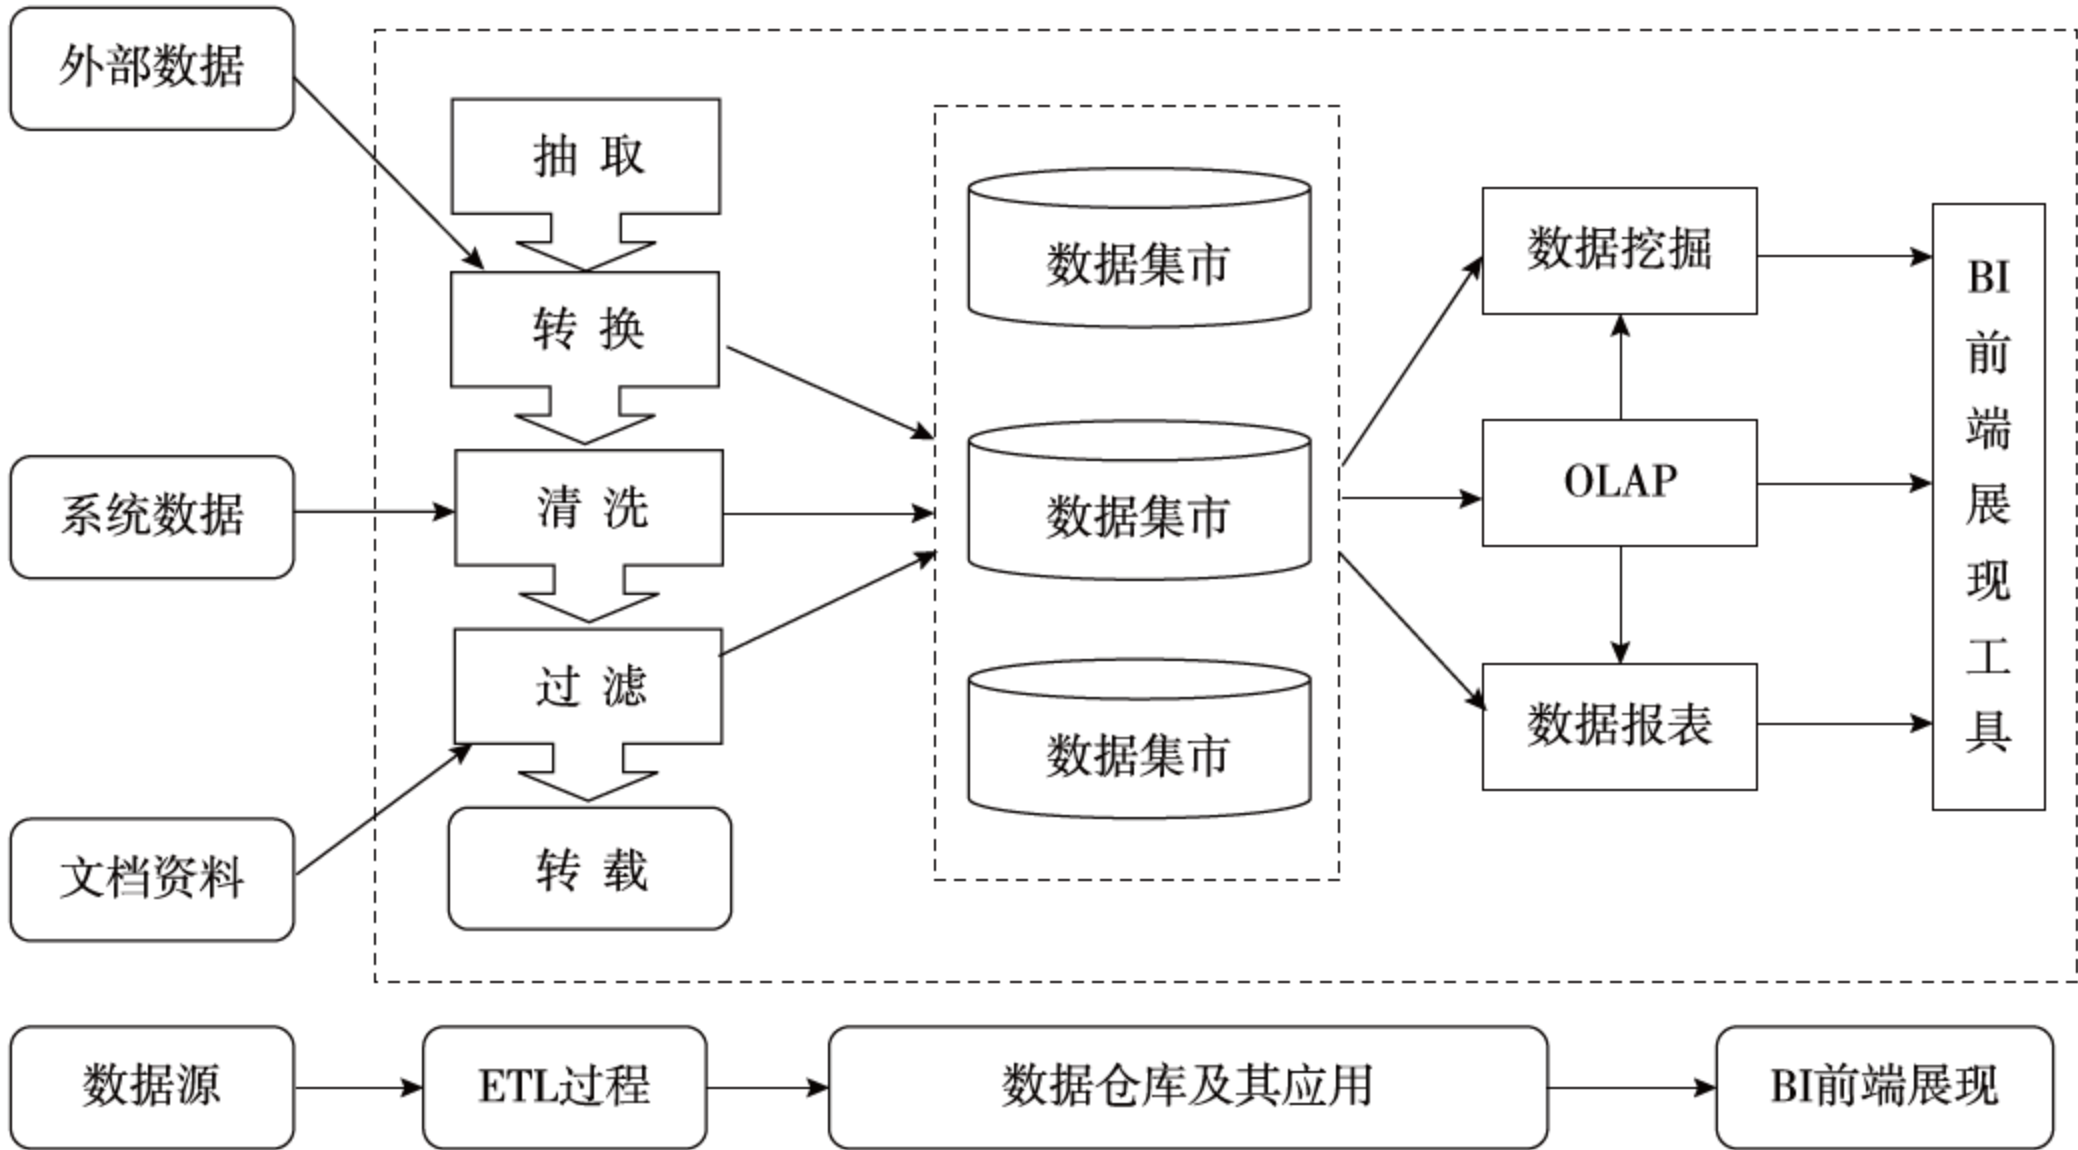 外部数据
系统数据
文档资料
抽 取
转 换
清 洗
过 滤
转 载
数据集市
数据集市
数据集市
数据挖掘
OLAP
数据报表
BI
前
端
展
现
工
具
数据源
ETL过程
数据仓库及其应用
BI前端展现